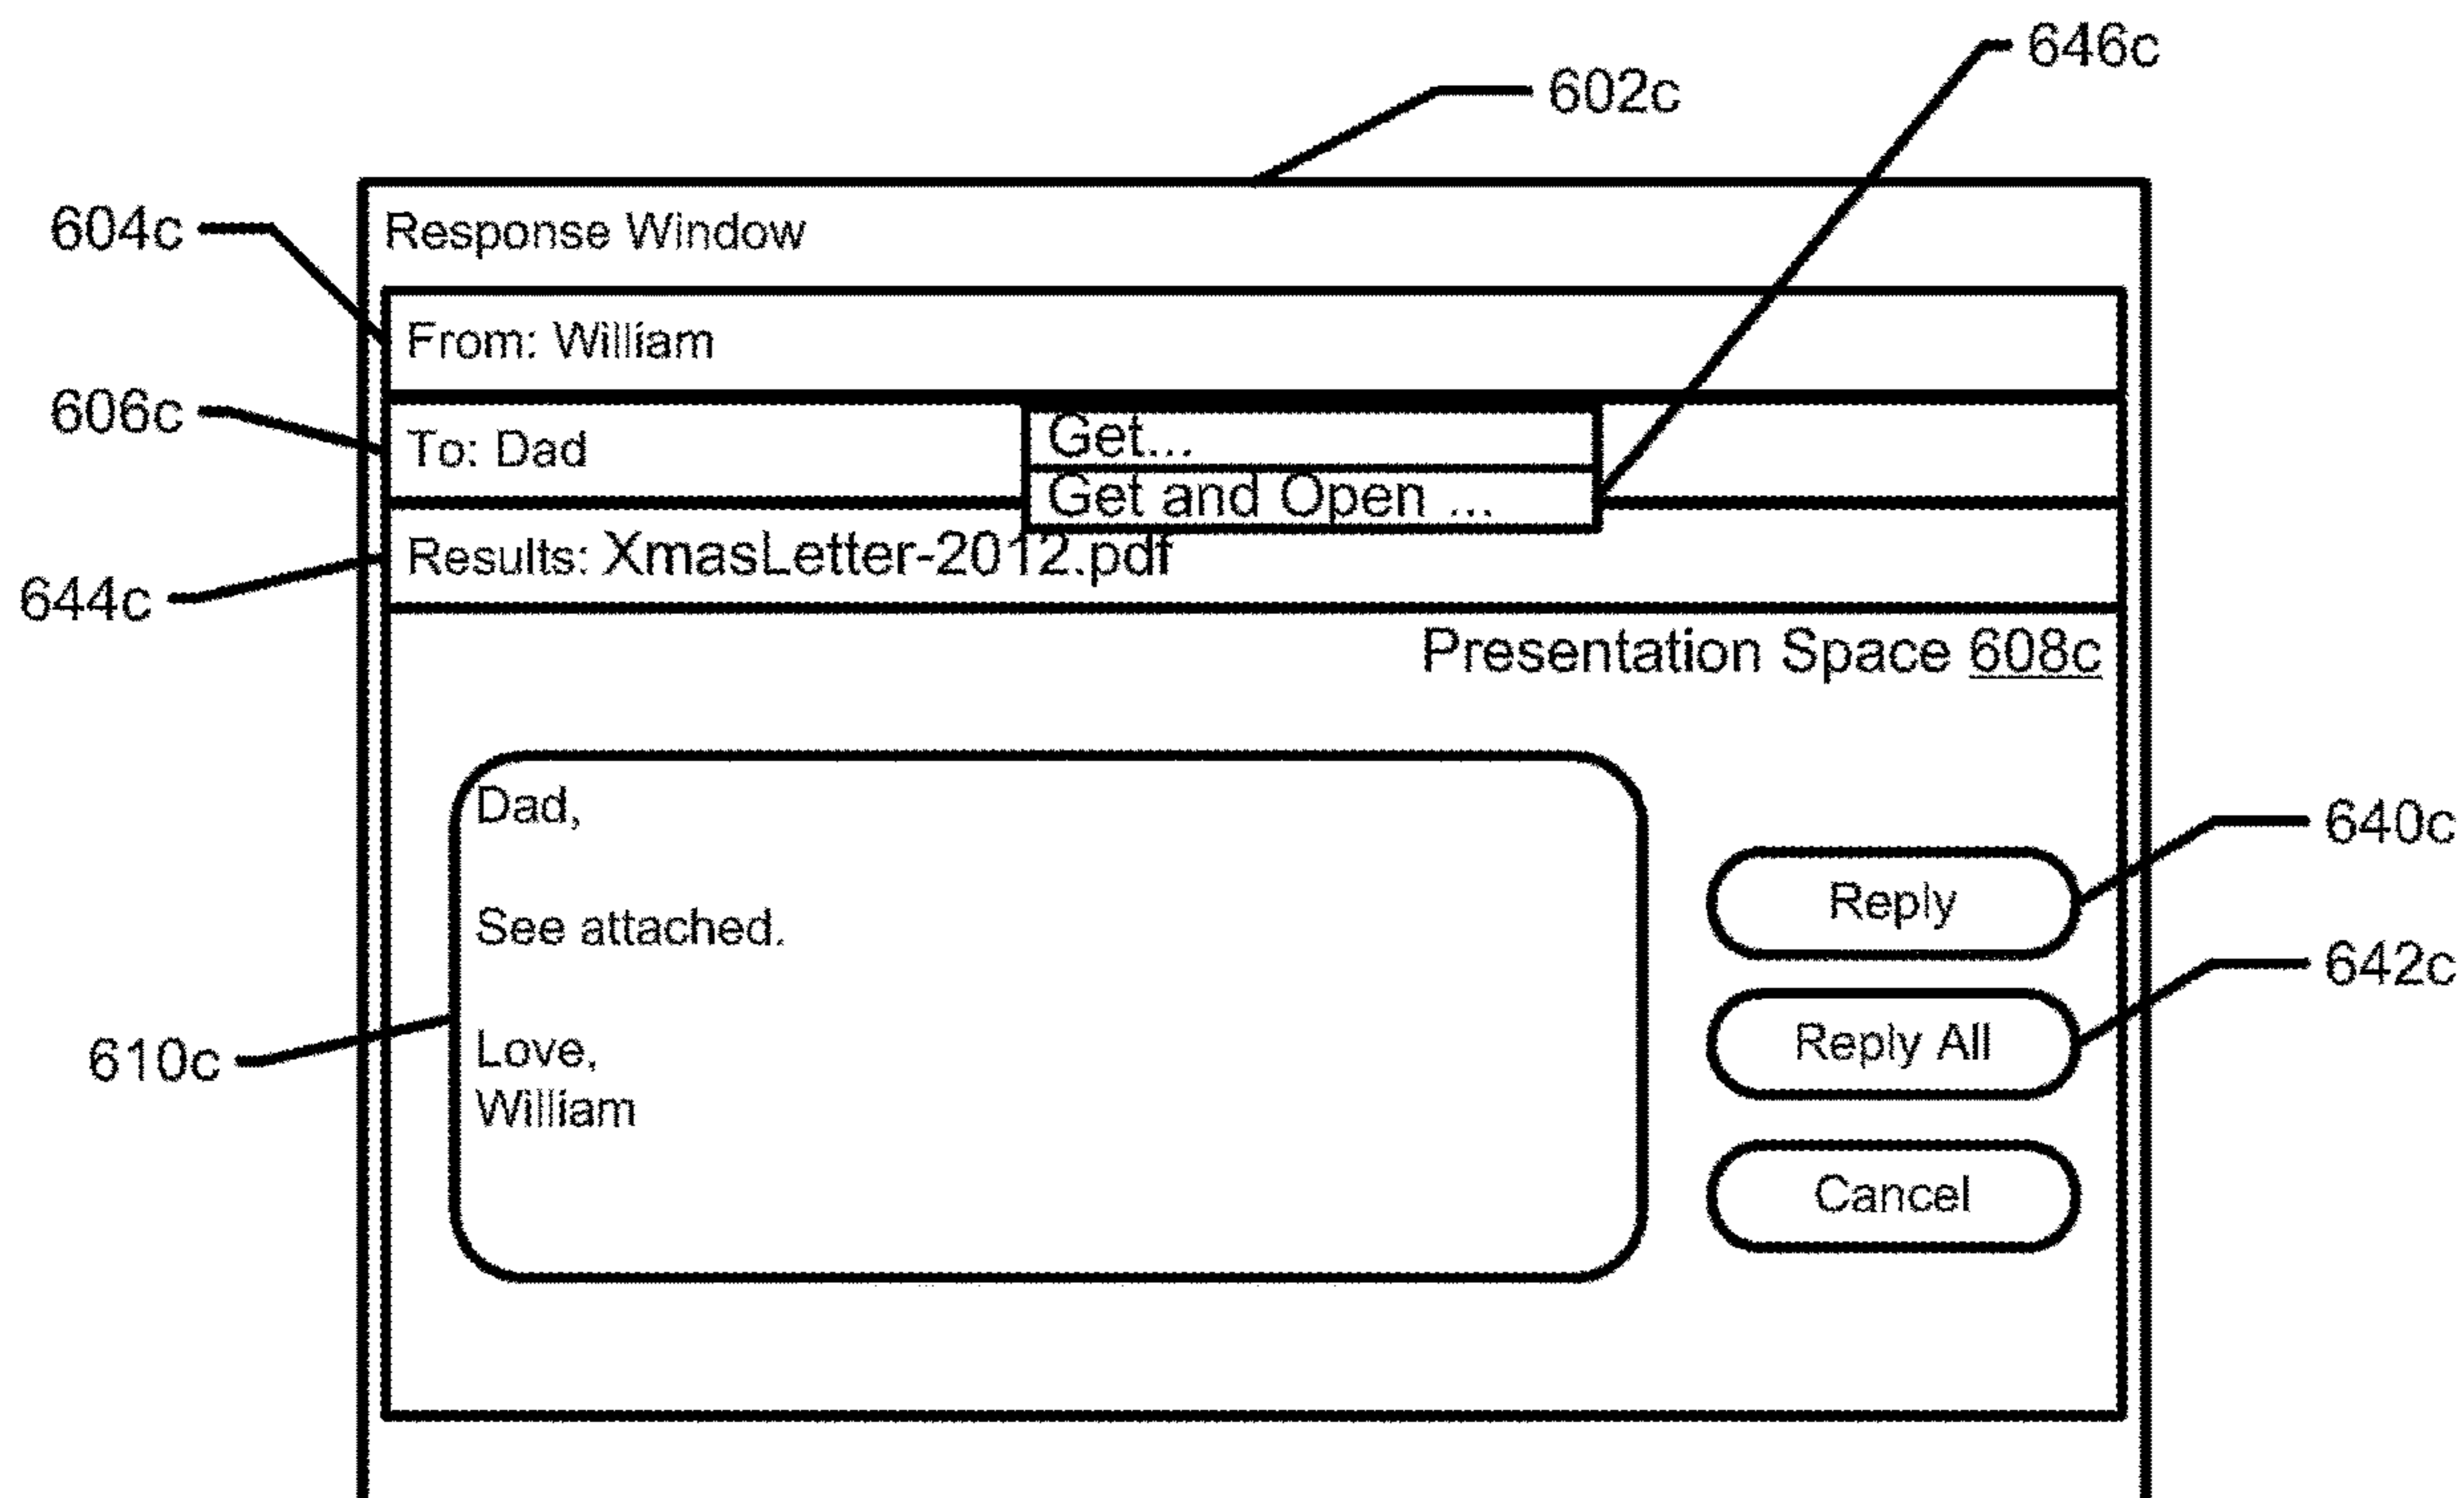 646c
602c
604c
Response Window
From: William
606c
To: Dad
Get...
Get and Open ...
Results: XmasLetter-2012.pdf
644c
Presentation Space 608c
Dad,
640c
Reply
See attached.
642c
Reply All
610c
Love,
William
Cancel